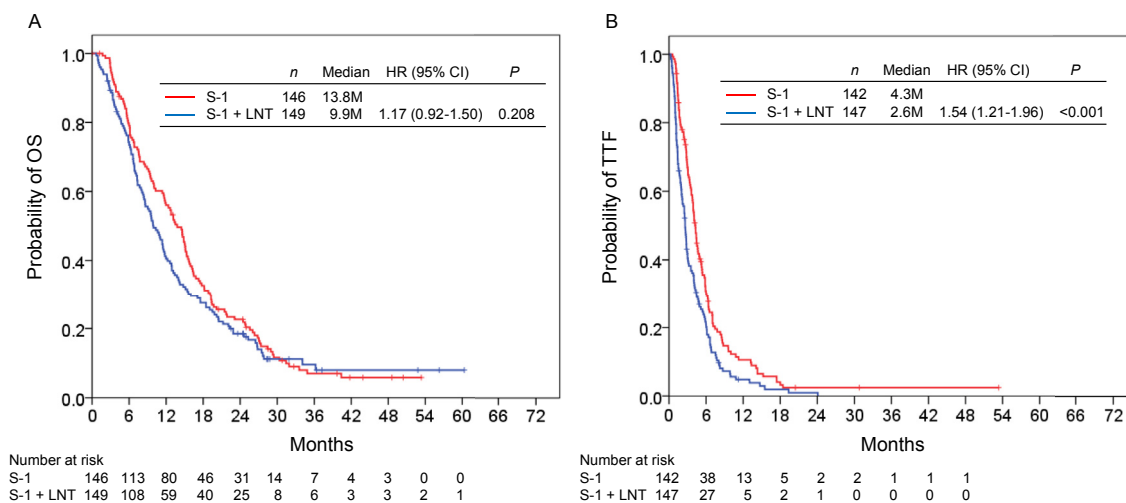 A
n Median HR (95% CI) P
S-1 146 13.8M
S-1 + LNT 149 9.9M 1.17 (0.92-1.50) 0.208
Probability of OS
1.0
0.8
0.6
0.4
0.2
0.0
0 6 12 18 24 30 36 42 48 54 60 66 72
Months
Number at risk
S-1 146 113 80 46 31 14 7 4 3 0 0
S-1 + LNT 149 108 59 40 25 8 6 3 3 2 1
B
n Median HR (95% CI) P
S-1 142 4.3M
S-1 + LNT 147 2.6M 1.54 (1.21-1.96) <0.001
Probability of TTF
1.0
0.8
0.6
0.4
0.2
0.0
0 6 12 18 24 30 36 42 48 54 60 66 72
Months
Number at risk
S-1 142 38 13 5 2 2 1 1 1
S-1 + LNT 147 27 5 2 1 0 0 0 0